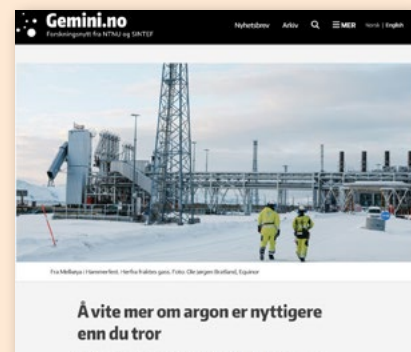 Gemini.no
Forskningsnytt fra NTNU og SINTEF
Nyhetsbrev Arkiv MER Norsk | English
Fra Melkøya i Hammerfest. Herfra fraktes gass. Foto: Ole Jørgen Bratland, Equinor
Å vite mer om argon er nyttigere
enn du tror